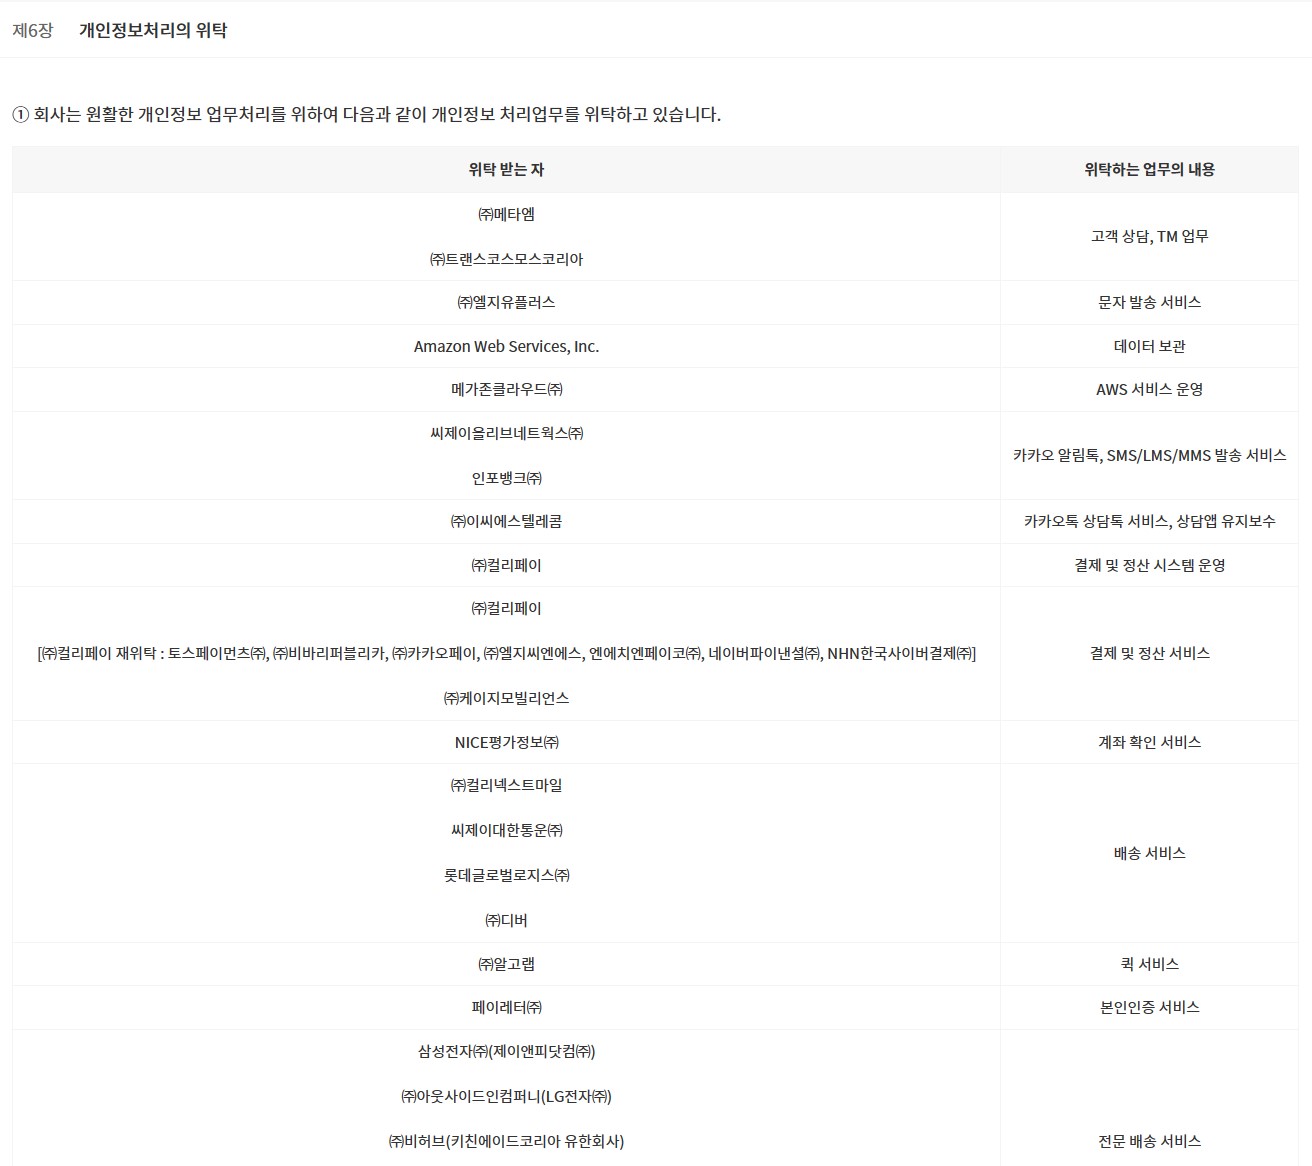 제6장 개인정보처리의 위탁
① 회사는 원활한 개인정보 업무처리를 위하여 다음과 같이 개인정보 처리업무를 위탁하고 있습니다.
위탁 받는 자 위탁하는 업무의 내용
㈜메타엠
고객 상담, TM 업무
㈜트랜스코스모스코리아
㈜엘지유플러스 문자 발송 서비스
Amazon Web Services, Inc. 데이터 보관
메가존클라우드㈜ AWS 서비스 운영
씨제이올리브네트웍스㈜
카카오 알림톡, SMS/LMS/MMS 발송 서비스
인포뱅크㈜
㈜이씨에스텔레콤 카카오톡 상담톡 서비스, 상담앱 유지보수
㈜컬리페이 결제 및 정산 시스템 운영
㈜컬리페이
[㈜컬리페이 재위탁 : 토스페이먼츠㈜, ㈜비바리퍼블리카, ㈜카카오페이, ㈜엘지씨엔에스, 엔에치엔페이코㈜, 네이버파이낸셜㈜, NHN한국사이버결제㈜] 결제 및 정산 서비스
㈜케이지모빌리언스
NICE평가정보㈜ 계좌 확인 서비스
㈜컬리넥스트마일
씨제이대한통운㈜
배송 서비스
롯데글로벌로지스㈜
㈜디버
㈜알고랩 퀵 서비스
페이레터㈜ 본인인증 서비스
삼성전자㈜(제이앤피닷컴㈜)
㈜아웃사이드인컴퍼니(LG전자㈜)
㈜비허브(키친에이드코리아 유한회사) 전문 배송 서비스